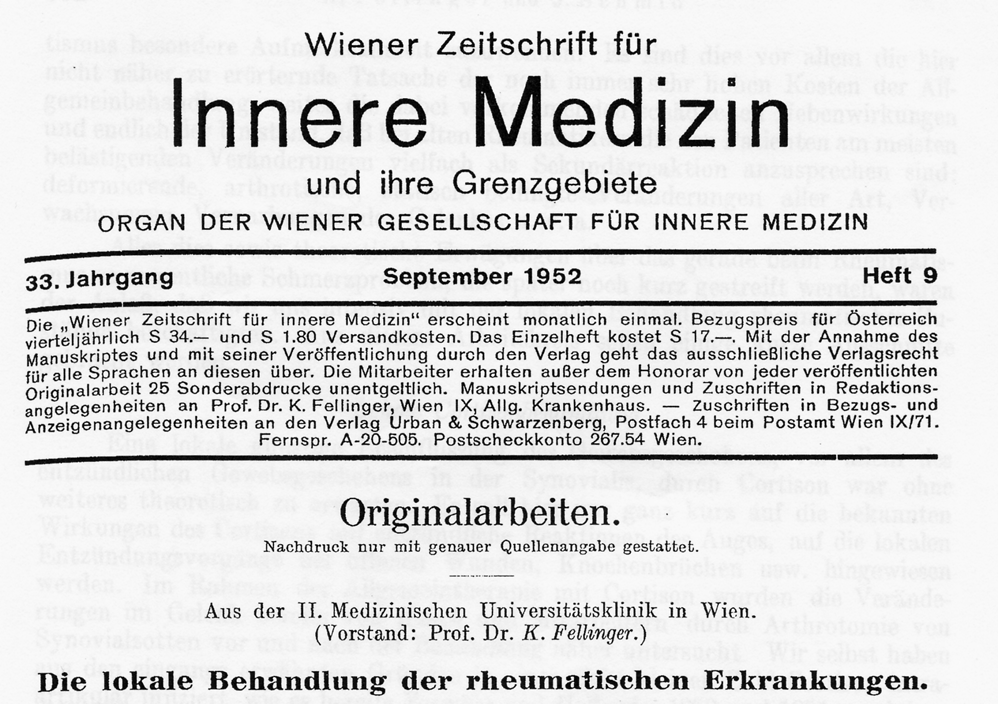 Wiener Zeitschrift für
Innere Medizin
und ihre Grenzgebiete
ORGAN DER WIENER GESELLSCHAFT FÜR INNERE MEDIZIN
33. Jahrgang September 1952 Heft 9
Die „Wiener Zeitschrift für innere Medizin" erscheint monatlich einmal. Bezugspreis für Österreich
vierteljährlich S 34.— und S 1.80 Versandkosten. Das Einzelheft kostet S 17.—. Mit der Annahme des
Manuskriptes und mit seiner Veröffentlichung durch den Verlag geht das ausschließliche Verlagsrecht
für alle Sprachen an diesen über. Die Mitarbeiter erhalten außer dem Honorar von jeder veröffentlichten
Originalarbeit 25 Sonderabdrucke unentgeltlich. Manuskriptsendungen und Zuschriften in Redaktions-
angelegenheiten an Prof. Dr. K. Fellinger, Wien IX, Allg. Krankenhaus. — Zuschriften in Bezugs- und
Anzeigenangelegenheiten an den Verlag Urban & Schwarzenberg, Postfach 4 beim Postamt Wien IX/71.
Fernspr. A-20-505, Postscheckkonto 267.54 Wien.
Originalarbeiten.
Nachdruck nur mit genauer Quellenangabe gestattet.
Aus der II. Medizinischen Universitätsklinik in Wien.
(Vorstand: Prof. Dr. K. Fellinger.)
Die lokale Behandlung der rheumatischen Erkrankungen.